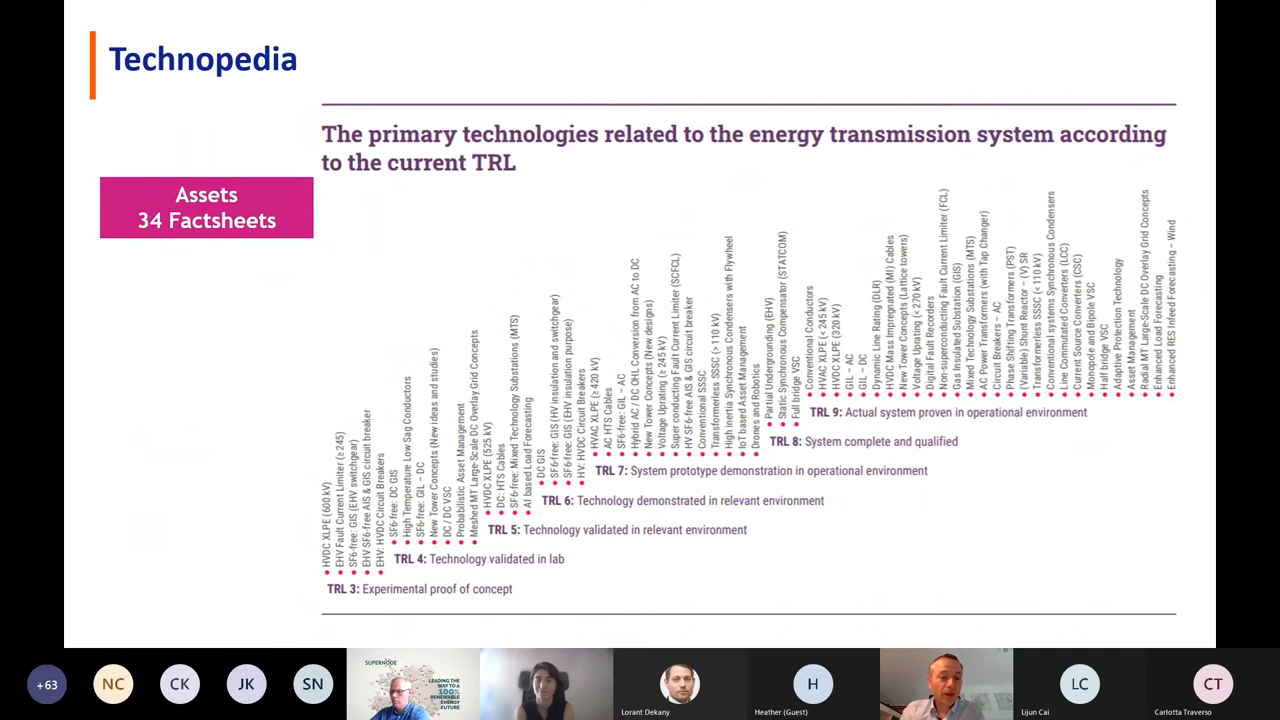 Technopedia
The primary technologies related to the energy transmission system according
to the current TRL
Assets
34 Factsheets
HVDC XLPE (600 kV)
EHV Fault Current Limiter (≥245)
SF6-free: GIS (EHV switchgear)
EHV SF6-free AIS & GIS circuit breaker
EHV: HVDC Circuit Breakers
SF6-free: DC GIS
High Temperature Low Sag Conductors
SF6-free: GIL – DC
New Tower Concepts (New ideas and studies)
DC / DC VSC
Probabilistic Asset Management
Meshed MT Large-Scale DC Overlay Grid Concepts
HVDC XLPE (525 kV)
DC: HTS Cables
SF6-free: Mixed Technology Substations (MTS)
AI based Load Forecasting
DC GIS
SF6-free: GIS (HV insulation and switchgear)
SF6-free: GIS (EHV insulation purpose)
HV: HVDC Circuit Breakers
HVAC XLPE (≥420 kV)
AC HTS Cables
SF6-free: GIL – AC
Hybrid AC / DC OHL Conversion from AC to DC
New Tower Concepts (New designs)
Voltage Uprating (≥ 245 kV)
Super conducting Fault Current Limiter (SCFCL)
HV SF6-free AIS & GIS circuit breaker
Conventional SSSC
Transformerless SSSC (>110 kV)
High inertia Synchronous Condensers with Flywheel
IoT based Asset Management
Drones and Robotics
Partial Undergrounding (EHV)
Static Synchronous Compensator (STATCOM)
Full bridge VSC
Conventional Conductors
HVAC XLPE (< 245 kV)
HVDC XLPE (320 kV)
GIL – AC
GIL – DC
Dynamic Line Rating (DLR)
HVDC Mass Impregnated (MI) Cables
New Tower Concepts (Lattice towers)
Voltage Uprating (< 270 kV)
Digital Fault Recorders
Non-superconducting Fault Current Limiter (FCL)
Gas Insulated Substation (GIS)
Mixed Technology Substations (MTS)
AC Power Transformers (with Tap Changer)
Circuit Breakers – AC
Phase Shifting Transformers (PST)
(Variable) Shunt Reactor – (V) SR
Transformerless SSSC (<110 kV)
Conventional systems Synchronous Condensers
Line Commutated Converters (LCC)
Current Source Converters (CSC)
Monopole and Bipole VSC
Half bridge VSC
Adaptive Protection Technology
Asset Management
Radial MT Large-Scale DC Overlay Grid Concepts
Enhanced Load Forecasting
Enhanced RES Infeed Forecasting – Wind
TRL 9: Actual system proven in operational environment
TRL 8: System complete and qualified
TRL 7: System prototype demonstration in operational environment
TRL 6: Technology demonstrated in relevant environment
TRL 5: Technology validated in relevant environment
TRL 4: Technology validated in lab
TRL 3: Experimental proof of concept
+63
NC
CK
JK
SN
SUPERNODE
LEADING THE
WAY TO A
100%
RENEWABLE
ENERGY
FUTURE
Lorant Dekany
H
Heather (Guest)
LC
Lijun Cai
CT
Carlotta Traverso